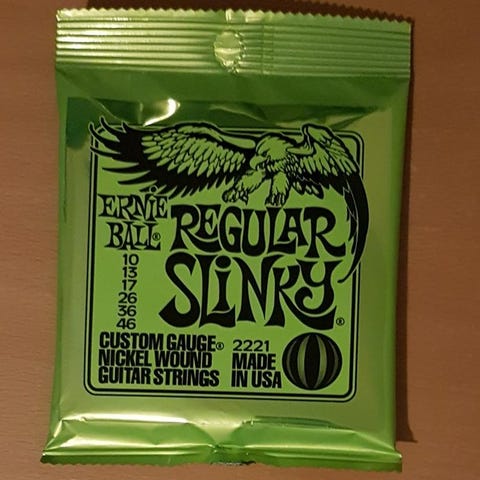 ERNIE
BALL®
REGULAR
SLINKY®
10
13
17
26
36
46
CUSTOM GAUGE®
NICKEL WOUND
GUITAR STRINGS
2221
MADE
IN USA